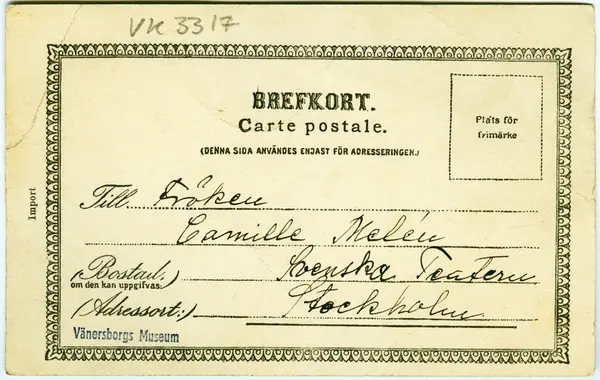 VK 3317
BREFKORT.
Carte postale.
(DENNA SIDA ANVÄNDES ENDAST FÖR ADRESSERINGEN.)
Plats för
frimärke
Import
Till Fröken
Camille Melén
(Bostad.) Svenska Teatern
om den kan uppgifvas:
(Adressort:) Stockholm
Vänersborgs Museum